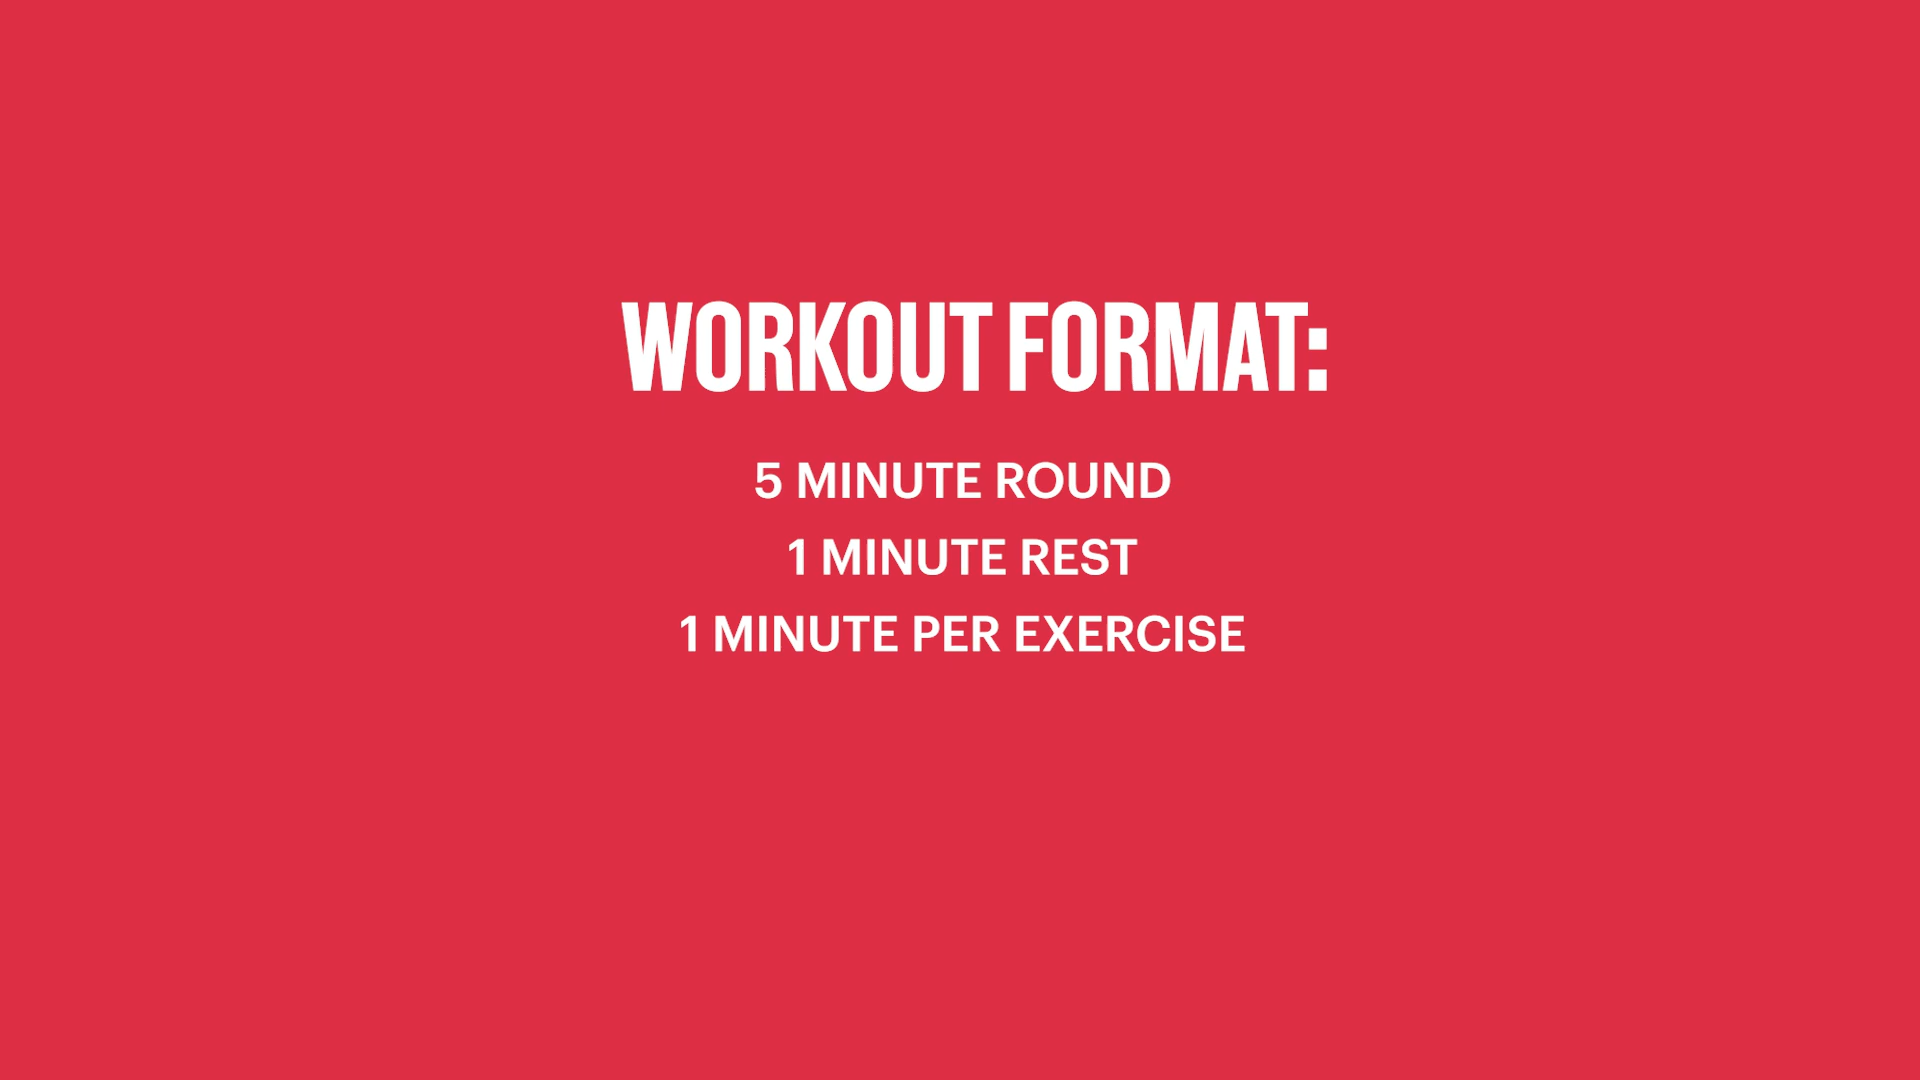 WORKOUT FORMAT:
5 MINUTE ROUND
1 MINUTE REST
1 MINUTE PER EXERCISE